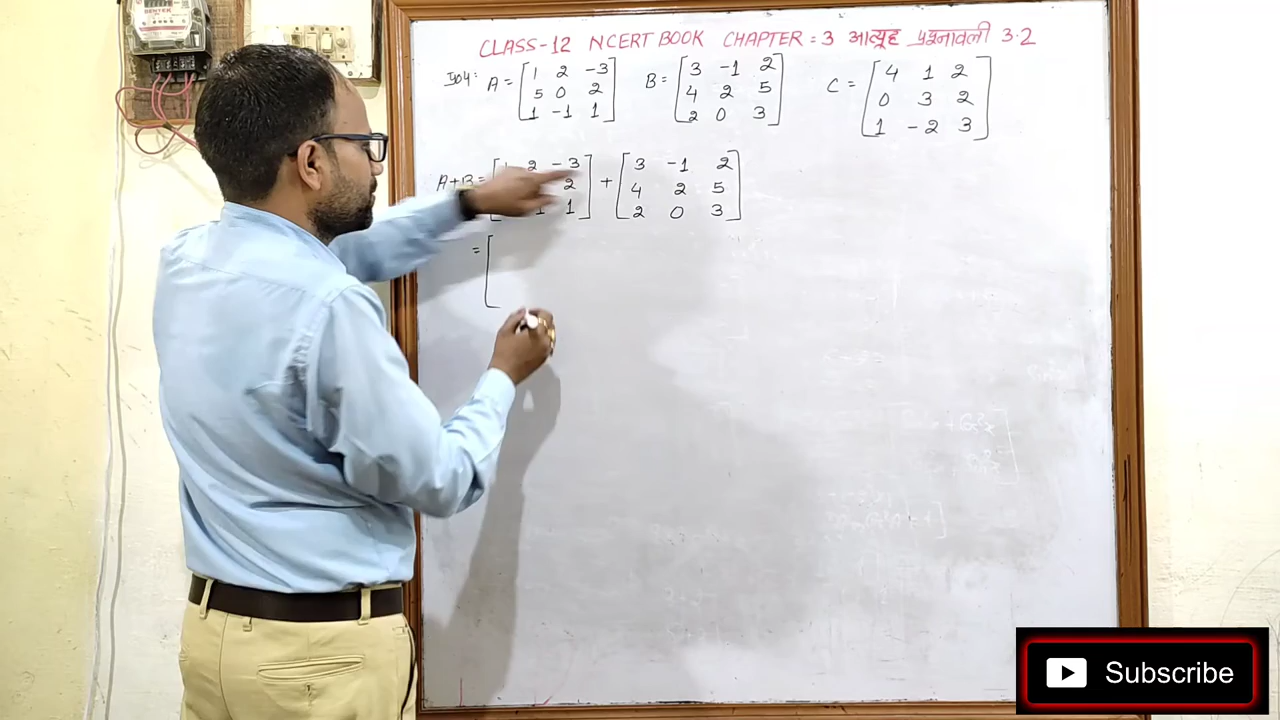 CLASS-12 NCERT BOOK CHAPTER = 3 आव्यूह प्रश्नावली 3.2
प्र०4: A = [1 2 -3 B = [3 -1 2 C = [4 1 2
5 0 2 4 2 5 0 3 2
1 -1 1] 2 0 3] 1 -2 3]
A+B = [ 2 -3 + [3 -1 2
2 4 2 5
1 1] 2 0 3]
= [
Subscribe